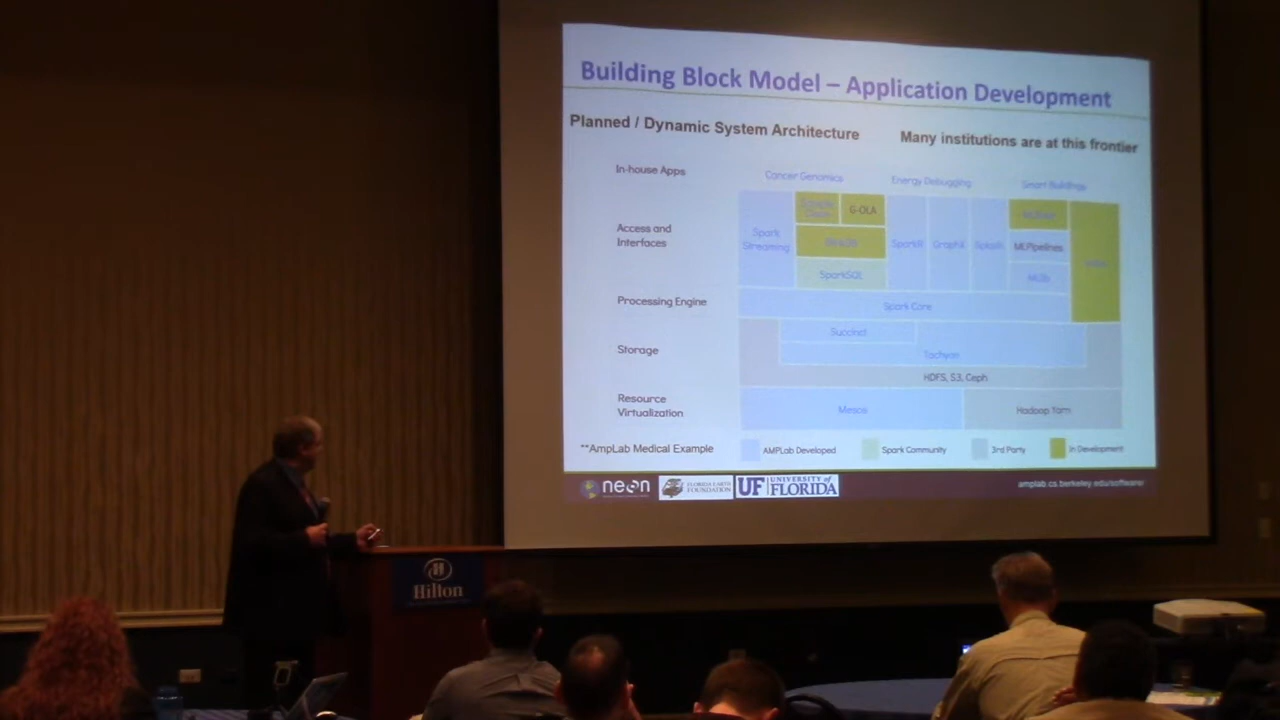 Building Block Model – Application Development
Planned / Dynamic System Architecture
Many institutions are at this frontier
In-house Apps
Cancer Genomics
Energy Debugging
Smart Buildings
Access and
Interfaces
Spark
Streaming
G-OLA
SparkSQL
SparkR
GraphX
Splash
MLPipelines
MLlib
Processing Engine
Spark Core
Storage
Succinct
Tachyon
HDFS, S3, Ceph
Resource
Virtualization
Mesos
Hadoop Yarn
**AmpLab Medical Example
AMPLab Developed
Spark Community
3rd Party
In Development
neon
FLORIDA EARTH
FOUNDATION
UF UNIVERSITY of
FLORIDA
amplab.cs.berkeley.edu/software/
Hilton